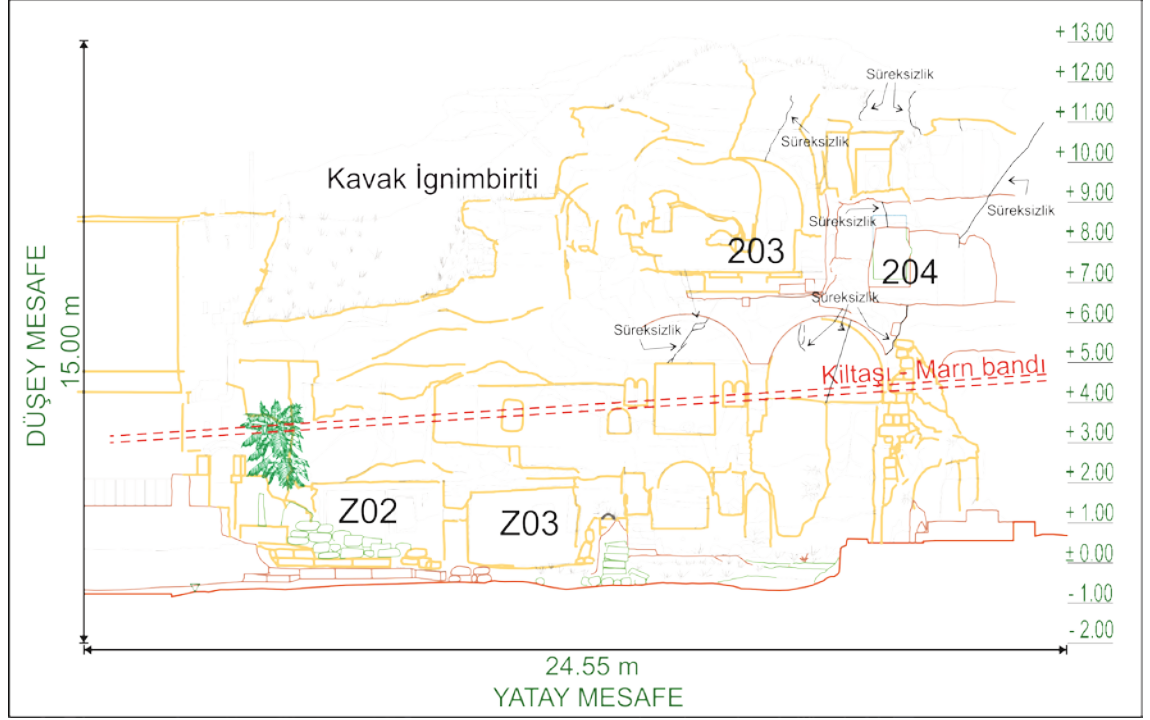 + 13.00
+ 12.00
Süreksizlik
+ 11.00
Süreksizlik
+ 10.00
Kavak İgnimbiriti
+ 9.00
Süreksizlik
Süreksizlik
+ 8.00
203
204
+ 7.00
Süreksizlik
+ 6.00
Süreksizlik
+ 5.00
Kiltaşı - Marn bandı
+ 4.00
+ 3.00
+ 2.00
Z02
Z03
+ 1.00
± 0.00
- 1.00
- 2.00
DÜŞEY MESAFE
15.00 m
24.55 m
YATAY MESAFE